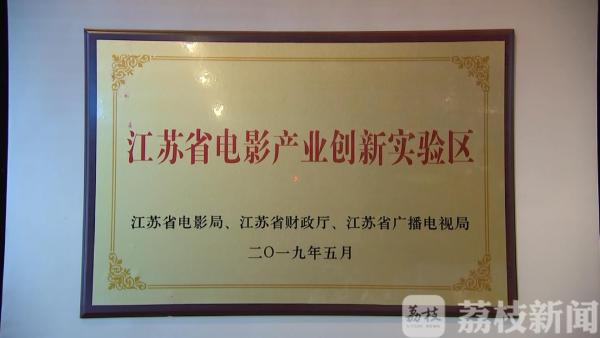 江苏省电影产业创新实验区
江苏省电影局、江苏省财政厅、江苏省广播电视局
二〇一九年五月
荔枝 荔枝新闻